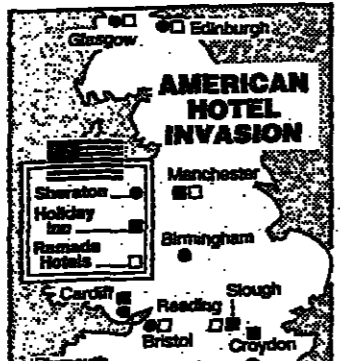 Glasgow
Edinburgh
AMERICAN
HOTEL
INVASION
Manchester
Sheraton
Holiday
Inn
Ramada
Hotels
Birmingham
Cardiff
Reading
Slough
Bristol
Croydon